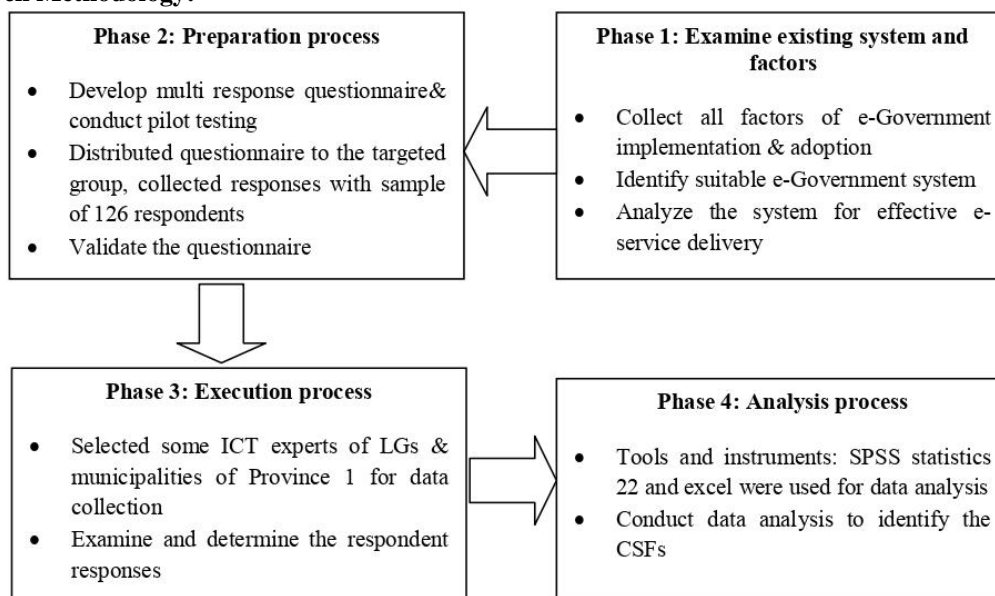 Methodology:
Phase 2: Preparation process
• Develop multi response questionnaire&
conduct pilot testing
• Distributed questionnaire to the targeted
group, collected responses with sample
of 126 respondents
• Validate the questionnaire
Phase 1: Examine existing system and
factors
• Collect all factors of e-Government
implementation & adoption
• Identify suitable e-Government system
• Analyze the system for effective e-
service delivery
Phase 3: Execution process
• Selected some ICT experts of LGs &
municipalities of Province 1 for data
collection
• Examine and determine the respondent
responses
Phase 4: Analysis process
• Tools and instruments: SPSS statistics
22 and excel were used for data analysis
• Conduct data analysis to identify the
CSFs